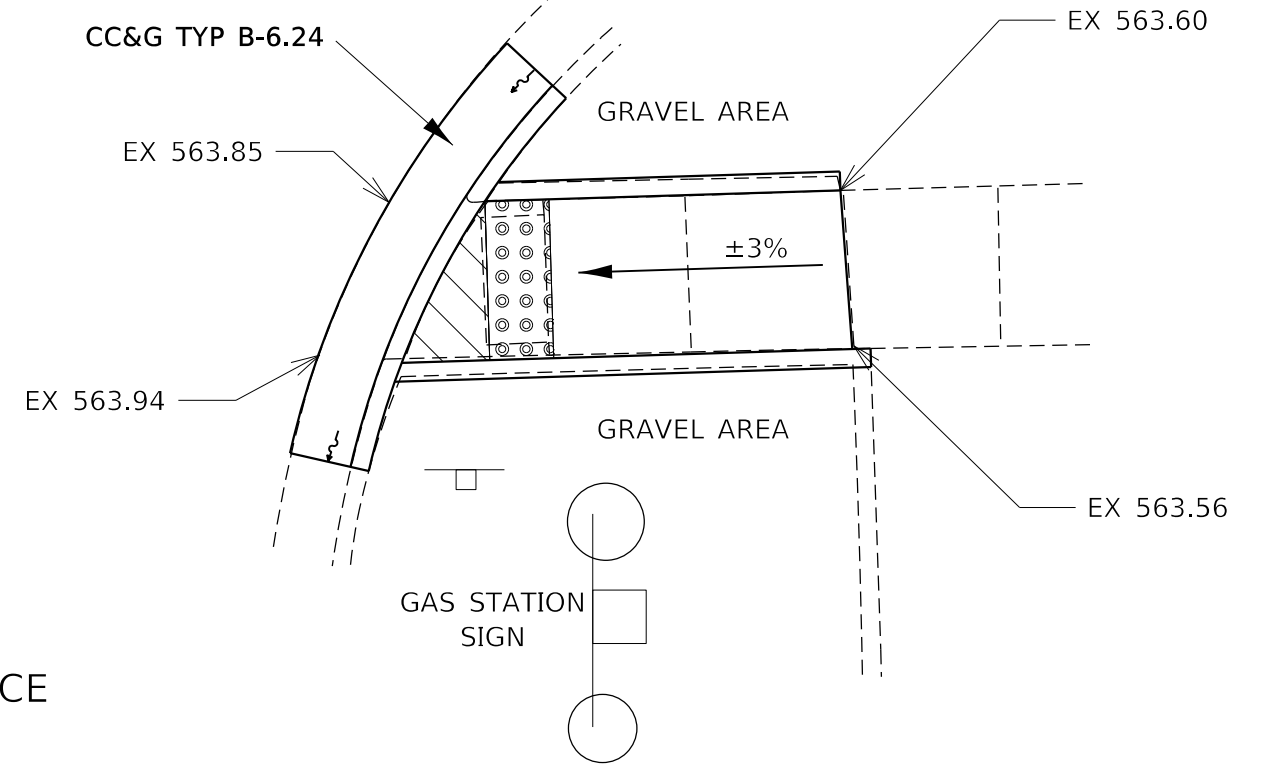 EX 563.60
CC&G TYP B-6.24
GRAVEL AREA
EX 563.85
±3%
EX 563.94
GRAVEL AREA
EX 563.56
GAS STATION
SIGN
CE